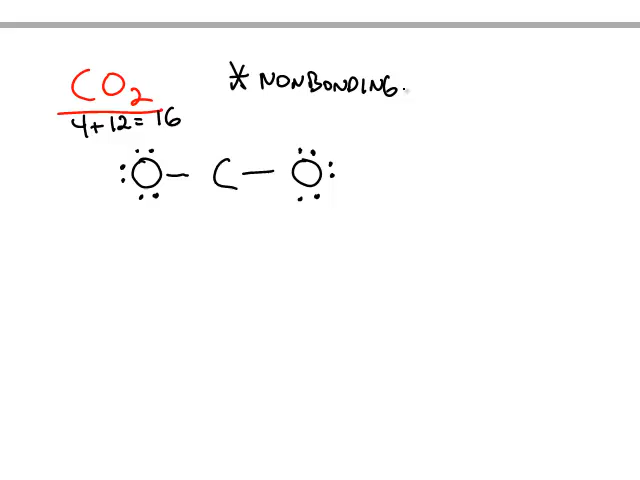 CO₂ * NONBONDING.
4+12=16
:Ö– C –Ö: